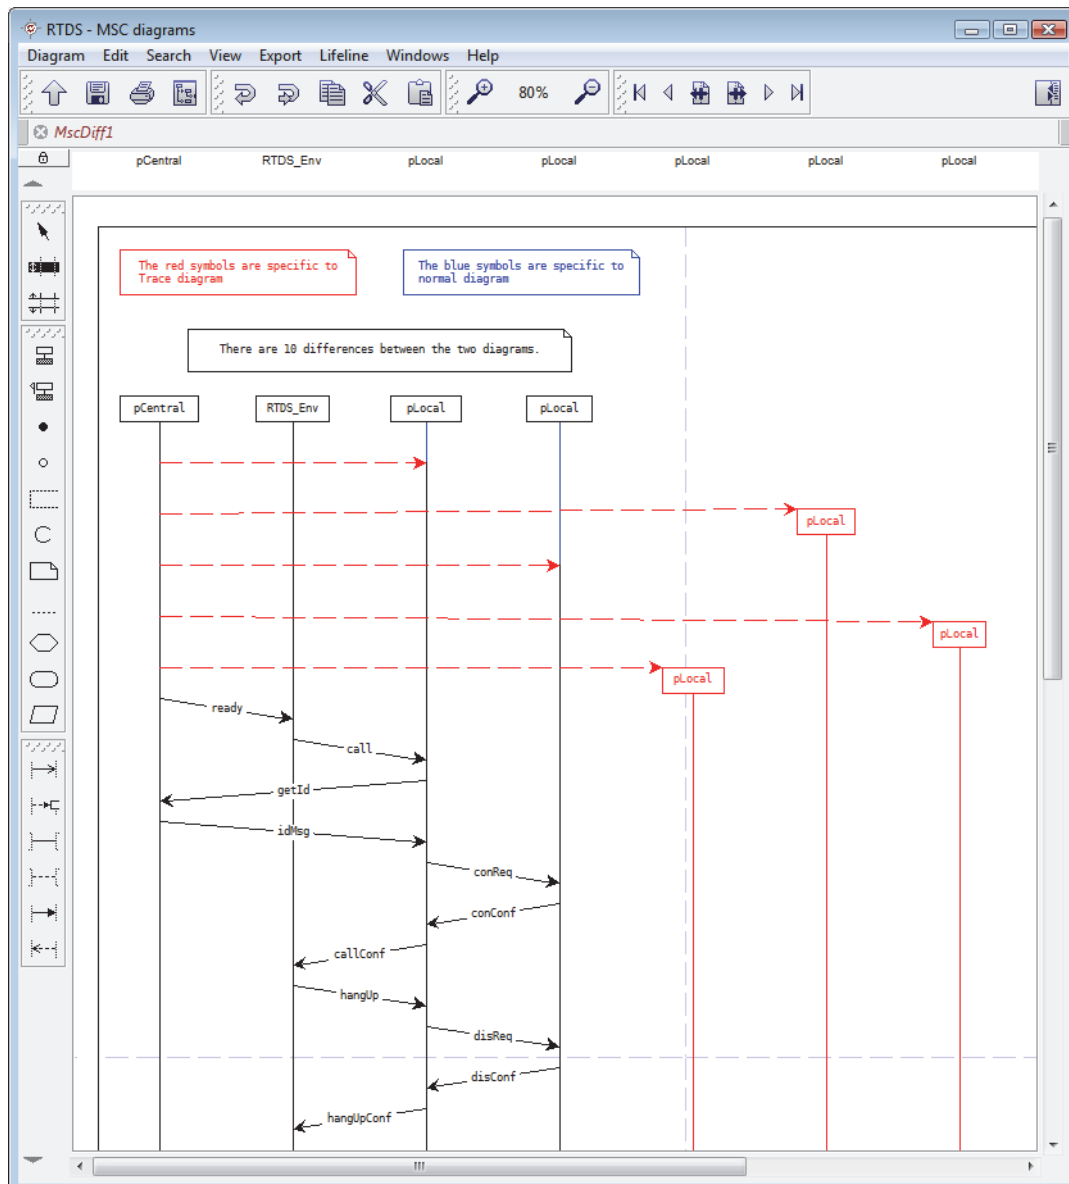 RTDS - MSC diagrams
Diagram Edit Search View Export Lifeline Windows Help
80%
MscDiff1
pCentral RTDS_Env pLocal pLocal pLocal pLocal pLocal
The red symbols are specific to
Trace diagram
The blue symbols are specific to
normal diagram
There are 10 differences between the two diagrams.
pCentral RTDS_Env pLocal pLocal
pLocal
pLocal
pLocal
ready
call
getId
idMsg
conReq
conConf
callConf
hangUp
disReq
disConf
hangUpConf